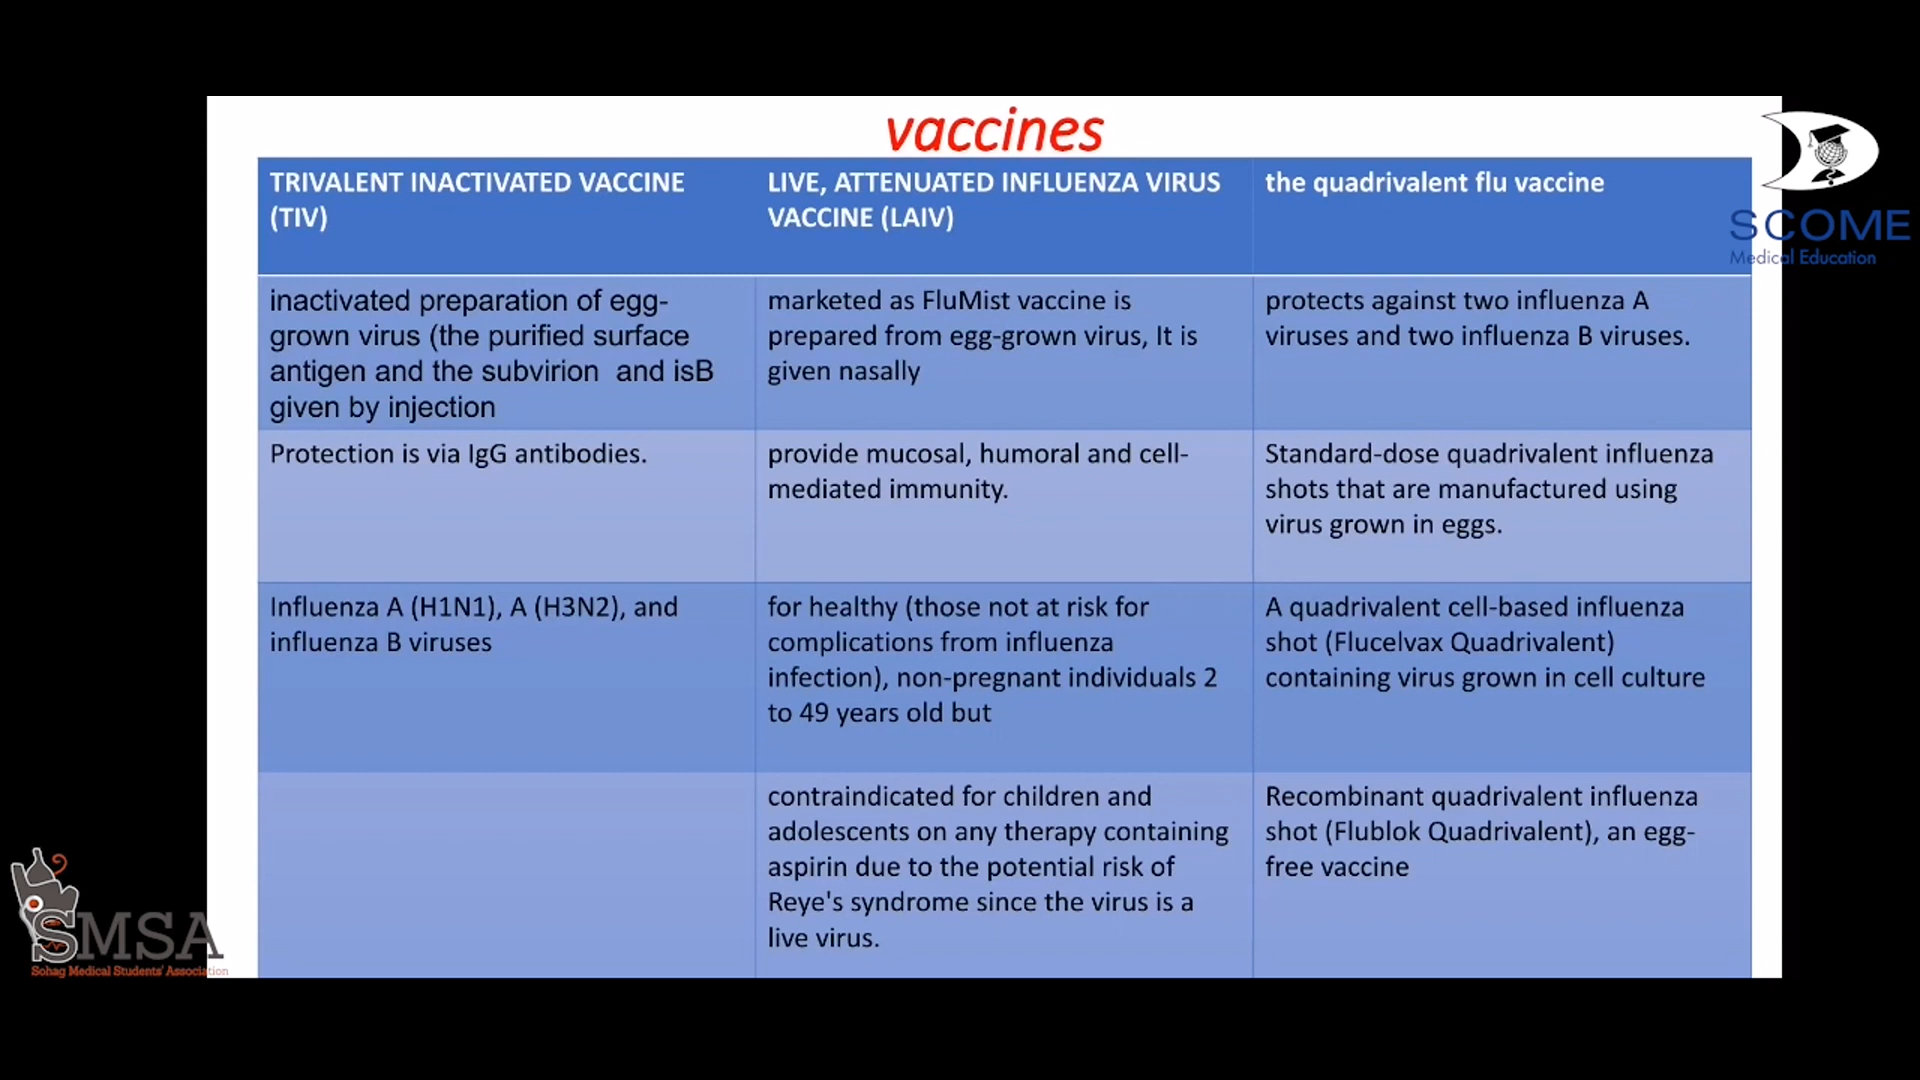 vaccines
TRIVALENT INACTIVATED VACCINE
(TIV)
LIVE, ATTENUATED INFLUENZA VIRUS
VACCINE (LAIV)
the quadrivalent flu vaccine
inactivated preparation of egg-
grown virus (the purified surface
antigen and the subvirion and isB
given by injection
marketed as FluMist vaccine is
prepared from egg-grown virus, It is
given nasally
protects against two influenza A
viruses and two influenza B viruses.
Protection is via IgG antibodies.
provide mucosal, humoral and cell-
mediated immunity.
Standard-dose quadrivalent influenza
shots that are manufactured using
virus grown in eggs.
Influenza A (H1N1), A (H3N2), and
influenza B viruses
for healthy (those not at risk for
complications from influenza
infection), non-pregnant individuals 2
to 49 years old but
A quadrivalent cell-based influenza
shot (Flucelvax Quadrivalent)
containing virus grown in cell culture
contraindicated for children and
adolescents on any therapy containing
aspirin due to the potential risk of
Reye's syndrome since the virus is a
live virus.
Recombinant quadrivalent influenza
shot (Flublok Quadrivalent), an egg-
free vaccine
SCOME
Medical Education
SMSA
Sohag Medical Students' Association